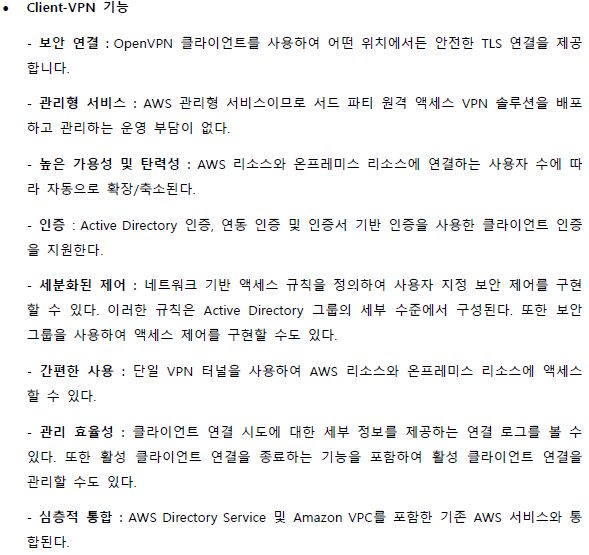 • Client-VPN 기능
- 보안 연결 : OpenVPN 클라이언트를 사용하여 어떤 위치에서든 안전한 TLS 연결을 제공
합니다.
- 관리형 서비스 : AWS 관리형 서비스이므로 서드 파티 원격 액세스 VPN 솔루션을 배포
하고 관리하는 운영 부담이 없다.
- 높은 가용성 및 탄력성 : AWS 리소스와 온프레미스 리소스에 연결하는 사용자 수에 따
라 자동으로 확장/축소된다.
- 인증 : Active Directory 인증, 연동 인증 및 인증서 기반 인증을 사용한 클라이언트 인증
을 지원한다.
- 세분화된 제어 : 네트워크 기반 액세스 규칙을 정의하여 사용자 지정 보안 제어를 구현
할 수 있다. 이러한 규칙은 Active Directory 그룹의 세부 수준에서 구성된다. 또한 보안
그룹을 사용하여 액세스 제어를 구현할 수도 있다.
- 간편한 사용 : 단일 VPN 터널을 사용하여 AWS 리소스와 온프레미스 리소스에 액세스
할 수 있다.
- 관리 효율성 : 클라이언트 연결 시도에 대한 세부 정보를 제공하는 연결 로그를 볼 수
있다. 또한 활성 클라이언트 연결을 종료하는 기능을 포함하여 활성 클라이언트 연결을
관리할 수도 있다.
- 심층적 통합 : AWS Directory Service 및 Amazon VPC를 포함한 기존 AWS 서비스와 통
합된다.